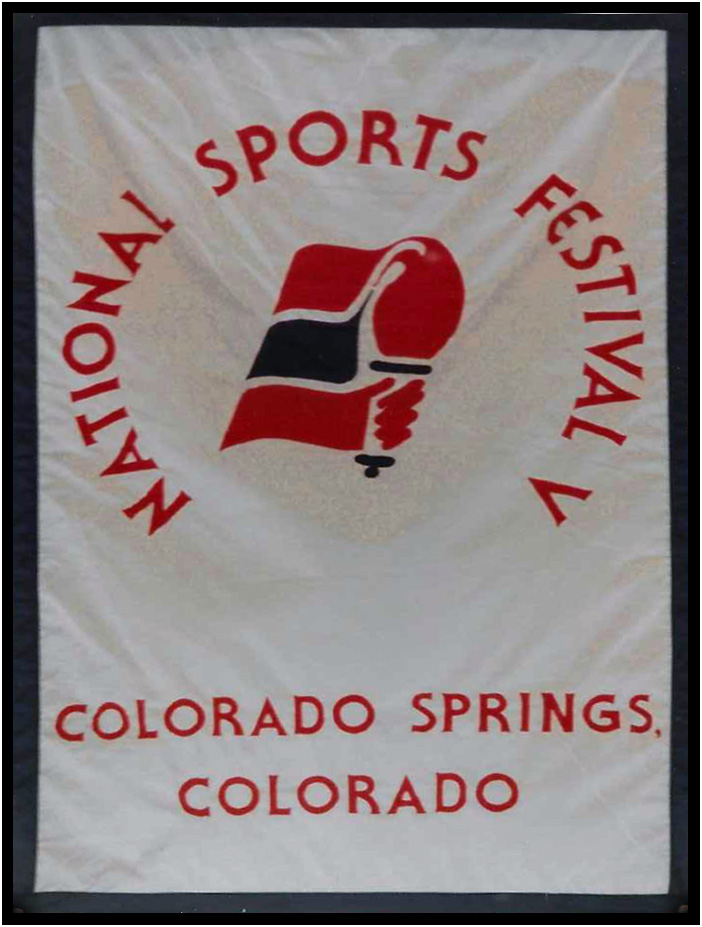 NATIONAL SPORTS FESTIVAL V
COLORADO SPRINGS,
COLORADO